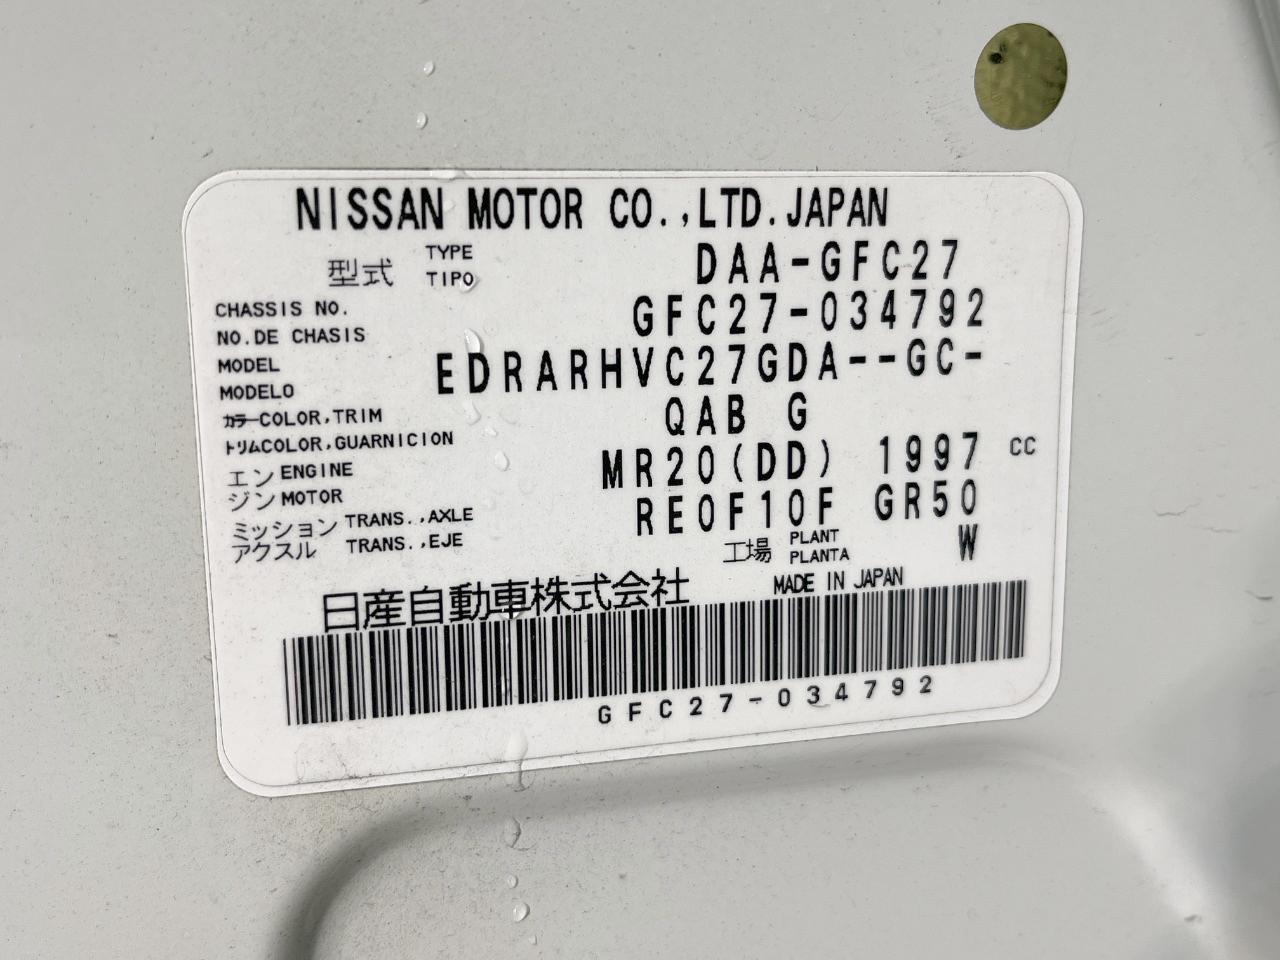 NISSAN MOTOR CO.,LTD.JAPAN
型式 TYPE TIPO DAA-GFC27
CHASSIS NO. NO.DE CHASIS GFC27-034792
MODEL MODELO EDRARHVC27GDA--GC-
カラー COLOR,TRIM トリム COLOR,GUARNICION QAB G
エンジン ENGINE MOTOR MR20(DD) 1997 CC
ミッション TRANS.,AXLE アクスル TRANS.,EJE RE0F10F GR50
工場 PLANT PLANTA W
日産自動車株式会社 MADE IN JAPAN
GFC27-034792